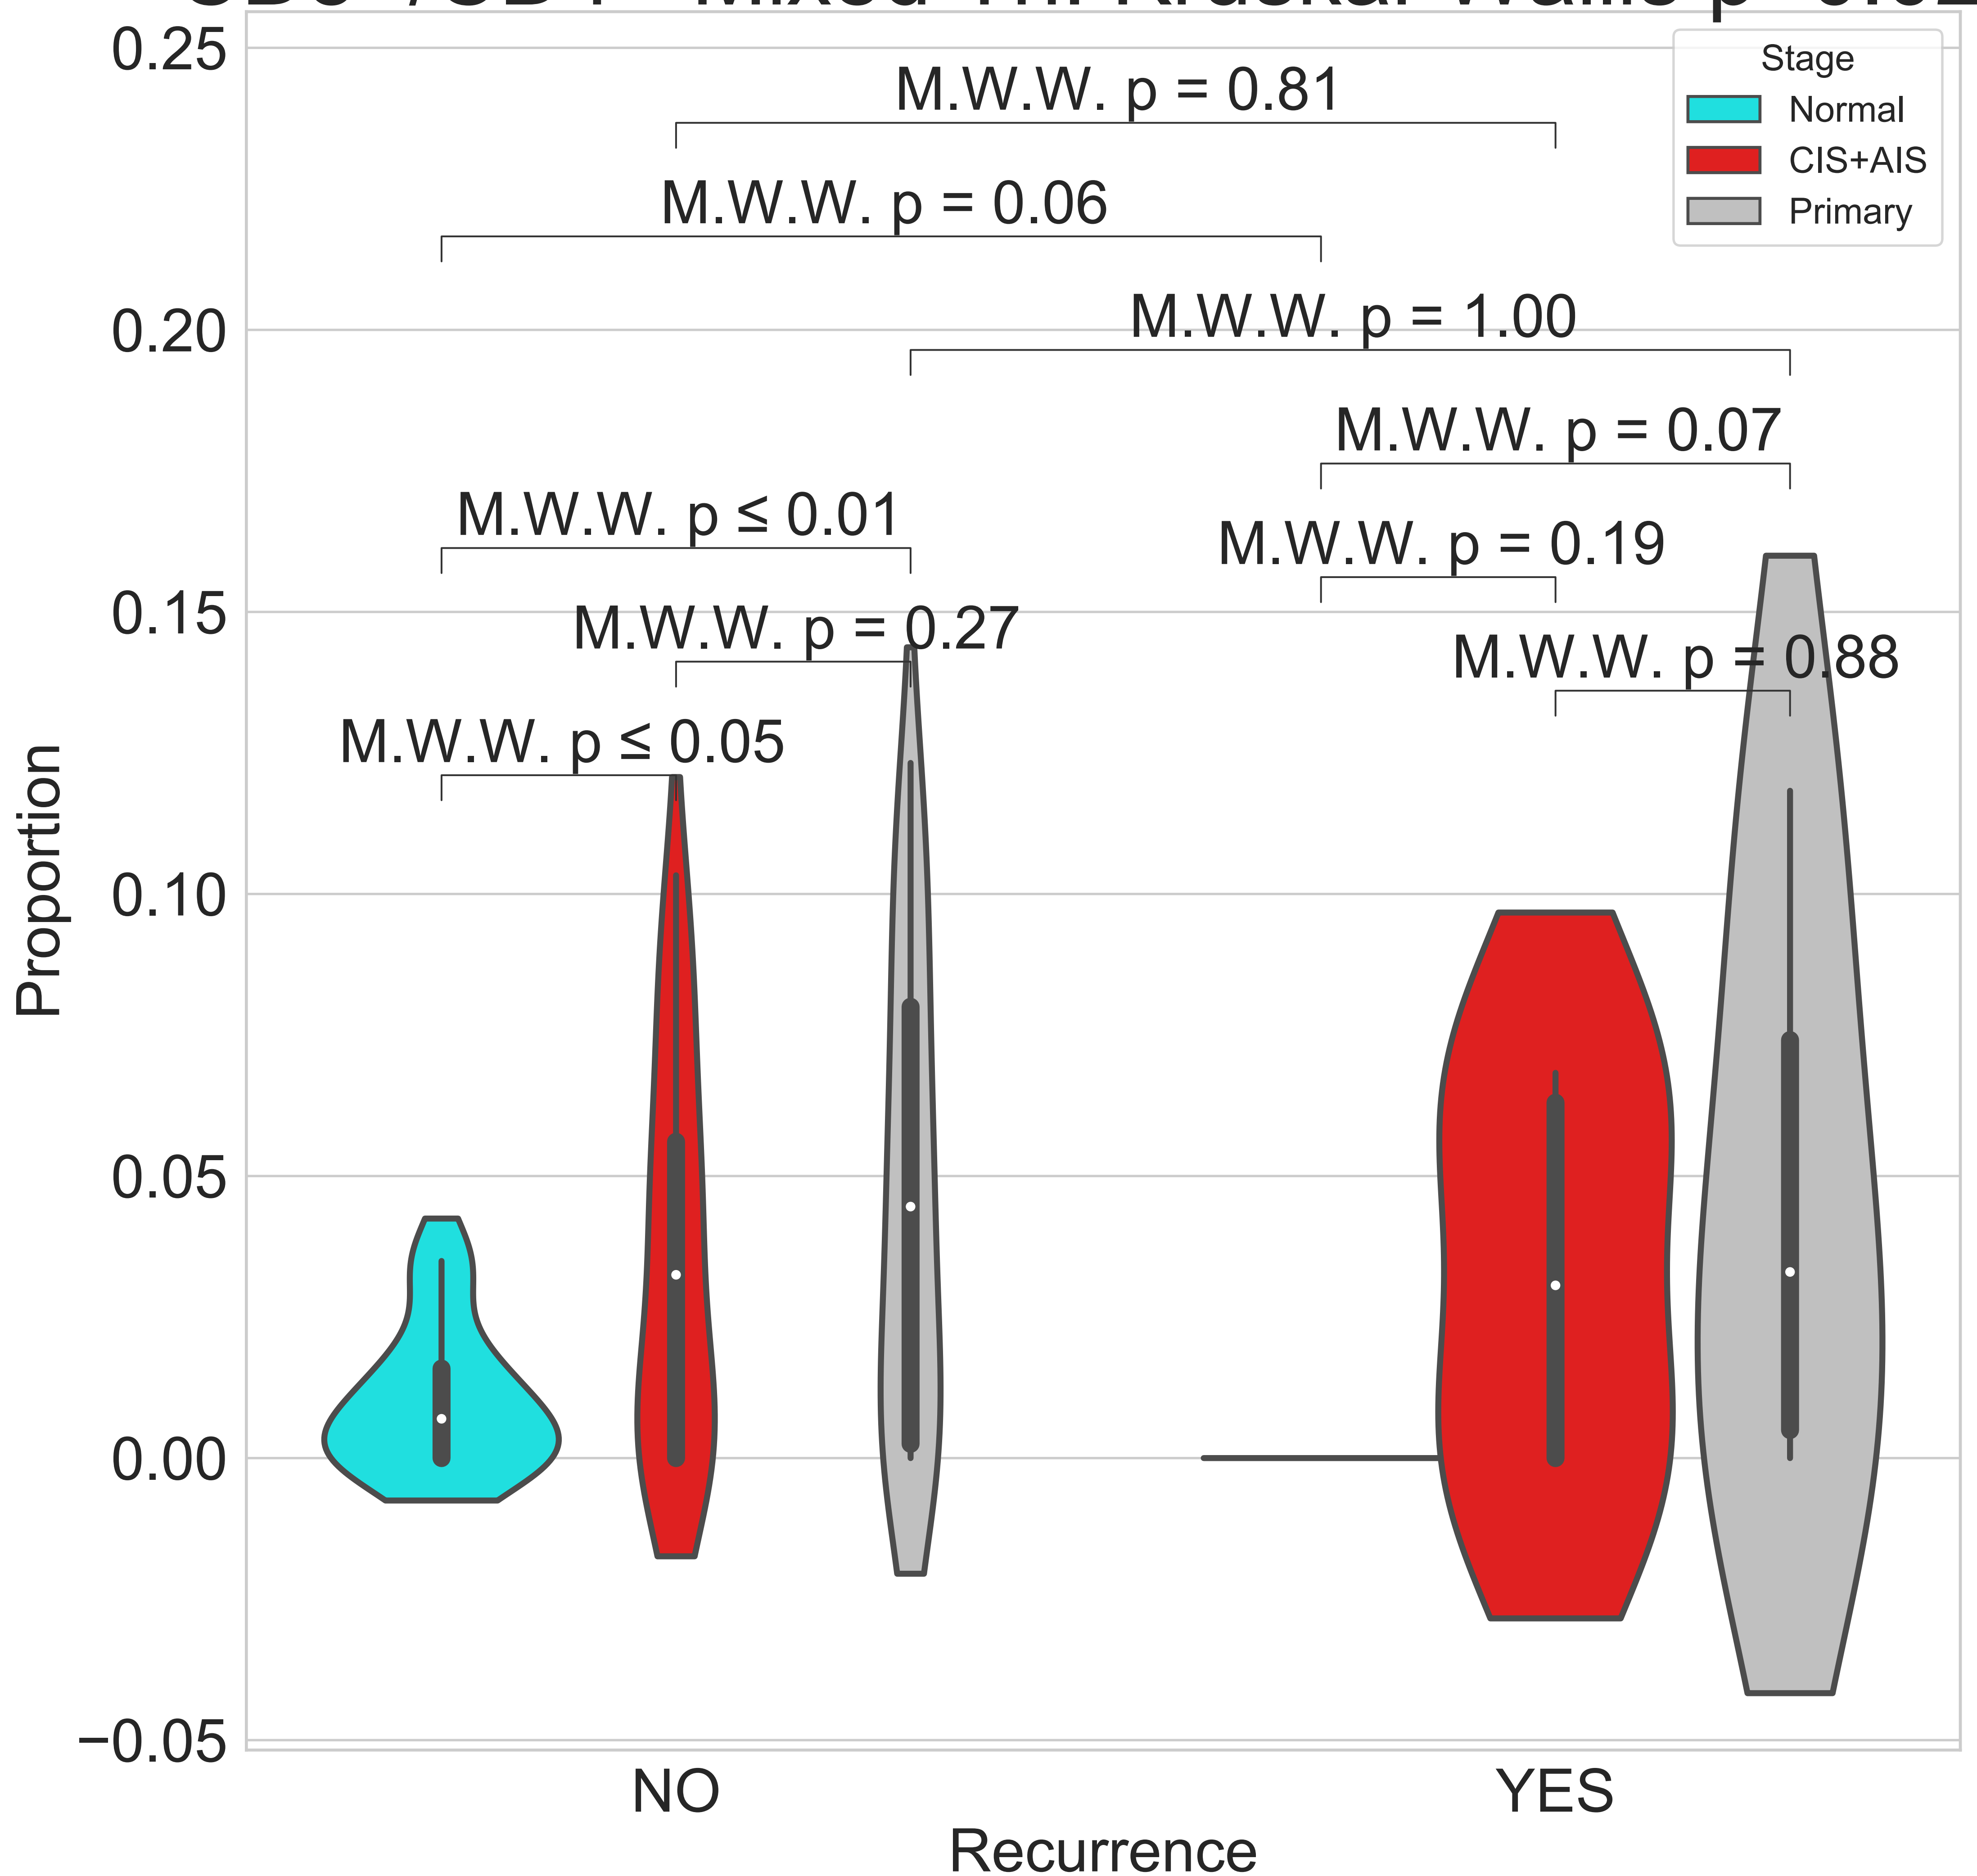 0.25
0.20
0.15
0.10
0.05
0.00
−0.05
Proportion
M.W.W. p = 0.81
M.W.W. p = 0.06
M.W.W. p = 1.00
M.W.W. p = 0.07
M.W.W. p ≤ 0.01
M.W.W. p = 0.19
M.W.W. p = 0.27
M.W.W. p = 0.88
M.W.W. p ≤ 0.05
Stage
Normal
CIS+AIS
Primary
NO
YES
Recurrence